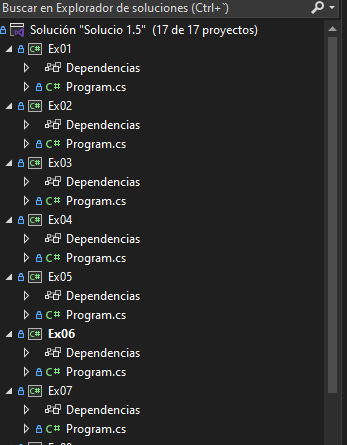 Buscar en Explorador de soluciones (Ctrl+`)
Solución "Solucio 1.5" (17 de 17 proyectos)
C# Ex01
Dependencias
C# Program.cs
C# Ex02
Dependencias
C# Program.cs
C# Ex03
Dependencias
C# Program.cs
C# Ex04
Dependencias
C# Program.cs
C# Ex05
Dependencias
C# Program.cs
C# Ex06
Dependencias
C# Program.cs
C# Ex07
Dependencias
C# Program.cs